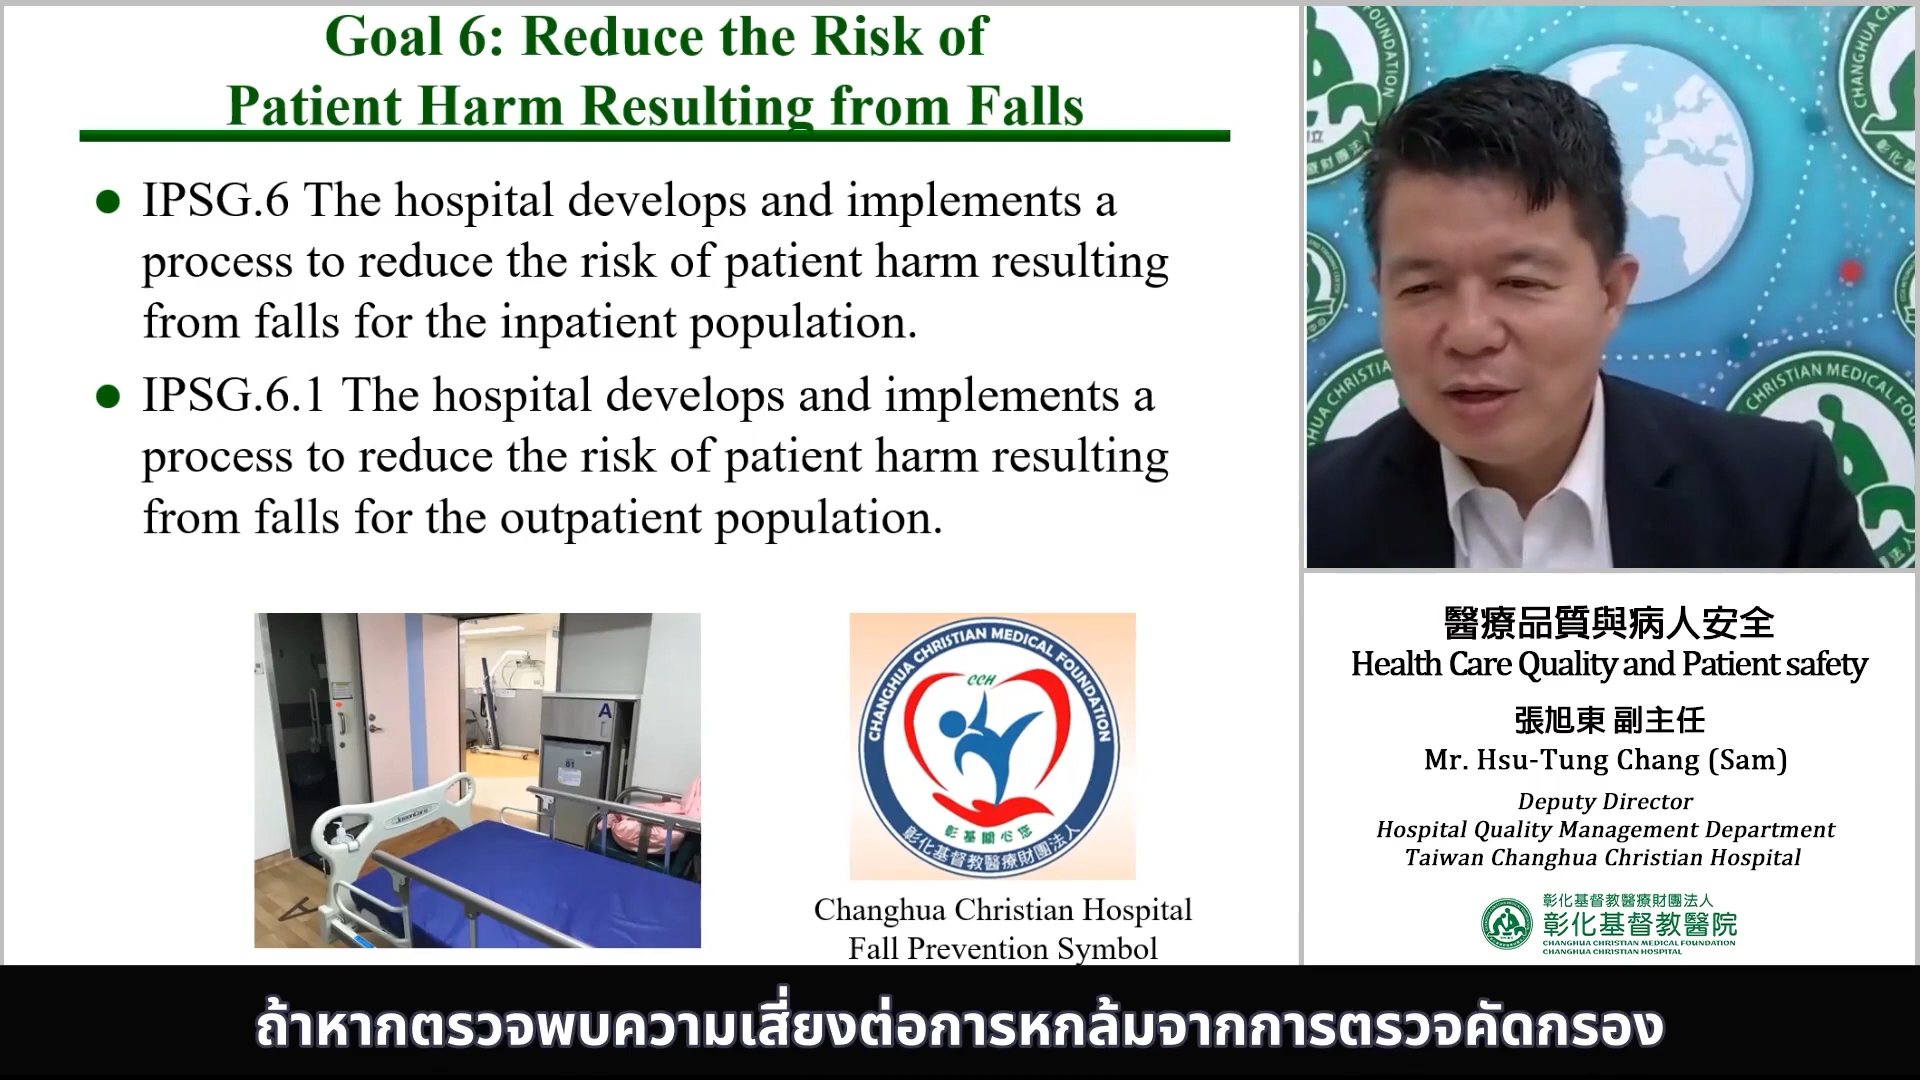 Goal 6: Reduce the Risk of
Patient Harm Resulting from Falls
● IPSG.6 The hospital develops and implements a
process to reduce the risk of patient harm resulting
from falls for the inpatient population.
● IPSG.6.1 The hospital develops and implements a
process to reduce the risk of patient harm resulting
from falls for the outpatient population.
A
01
CHANGHUA CHRISTIAN MEDICAL FOUNDATION
CCH
彰基關心您
彰化基督教醫療財團法人
Changhua Christian Hospital
Fall Prevention Symbol
醫療品質與病人安全
Health Care Quality and Patient safety
張旭東 副主任
Mr. Hsu-Tung Chang (Sam)
Deputy Director
Hospital Quality Management Department
Taiwan Changhua Christian Hospital
彰化基督教醫療財團法人
彰化基督教醫院
CHANGHUA CHRISTIAN MEDICAL FOUNDATION
CHANGHUA CHRISTIAN HOSPITAL
ถ้าหากตรวจพบความเสี่ยงต่อการหกล้มจากการตรวจคัดกรอง